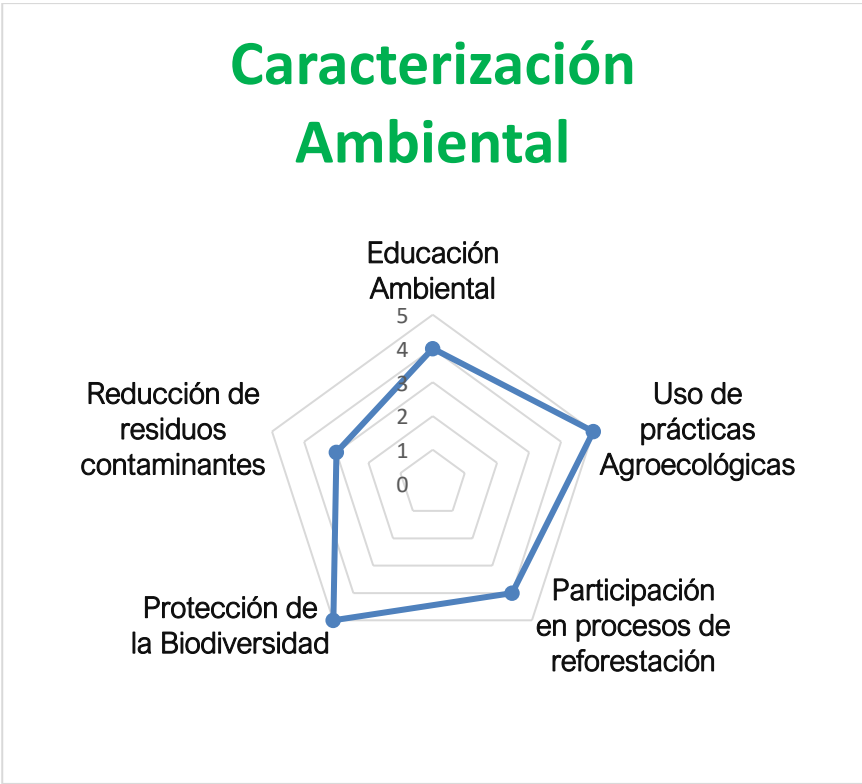 Caracterización
Ambiental
Educación
Ambiental
5
4
3
2
1
0
Uso de
prácticas
Agroecológicas
Participación
en procesos de
reforestación
Protección de
la Biodiversidad
Reducción de
residuos
contaminantes